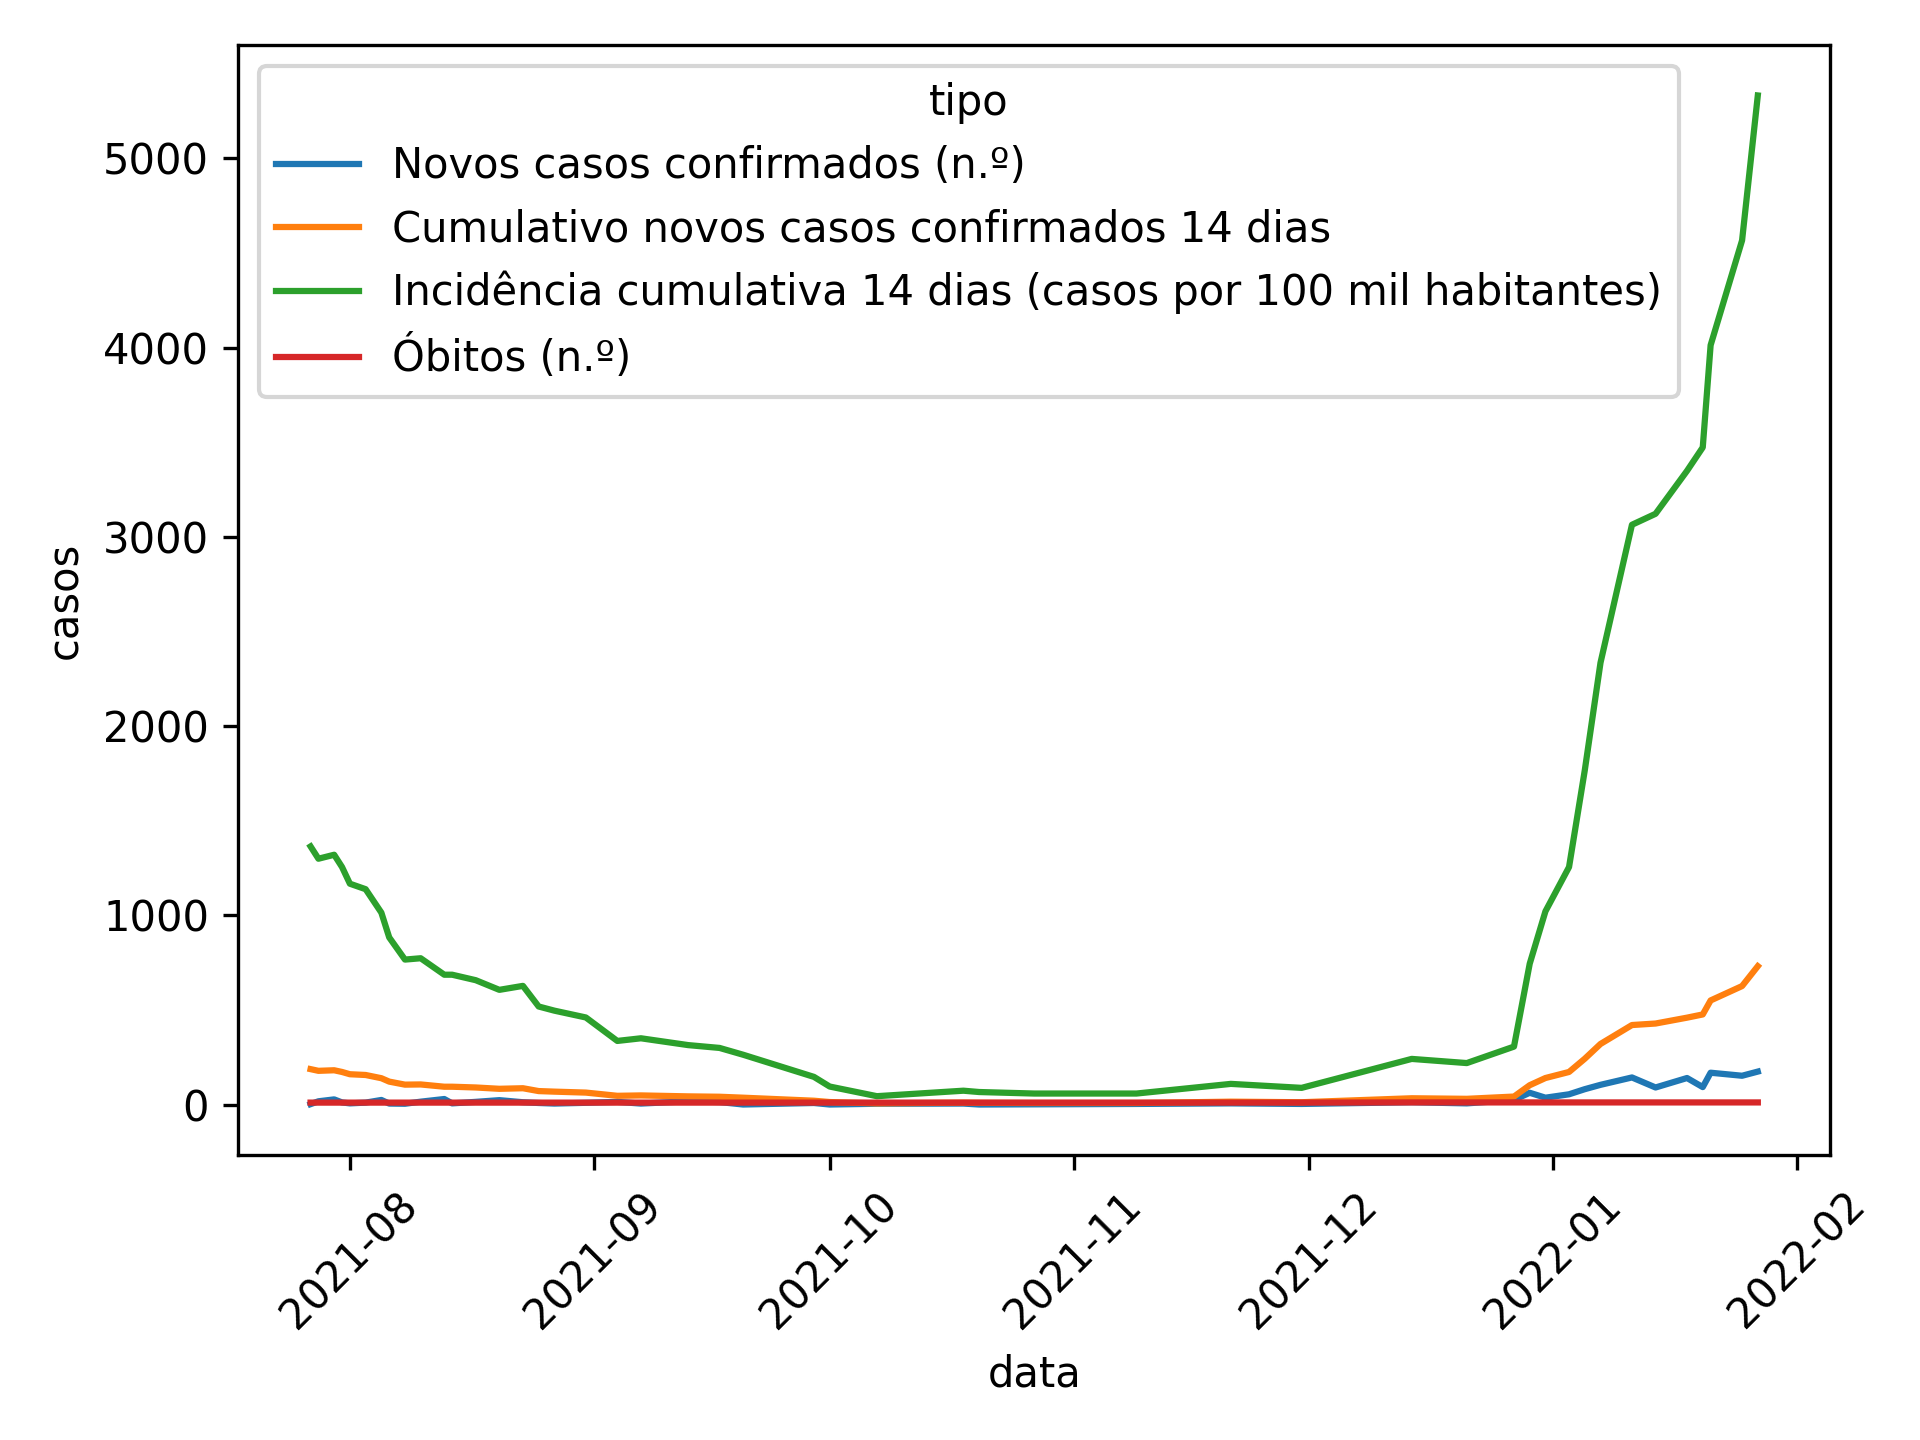 tipo
Novos casos confirmados (n.º)
Cumulativo novos casos confirmados 14 dias
Incidência cumulativa 14 dias (casos por 100 mil habitantes)
Óbitos (n.º)
casos
5000
4000
3000
2000
1000
0
2021-08
2021-09
2021-10
2021-11
2021-12
2022-01
2022-02
data